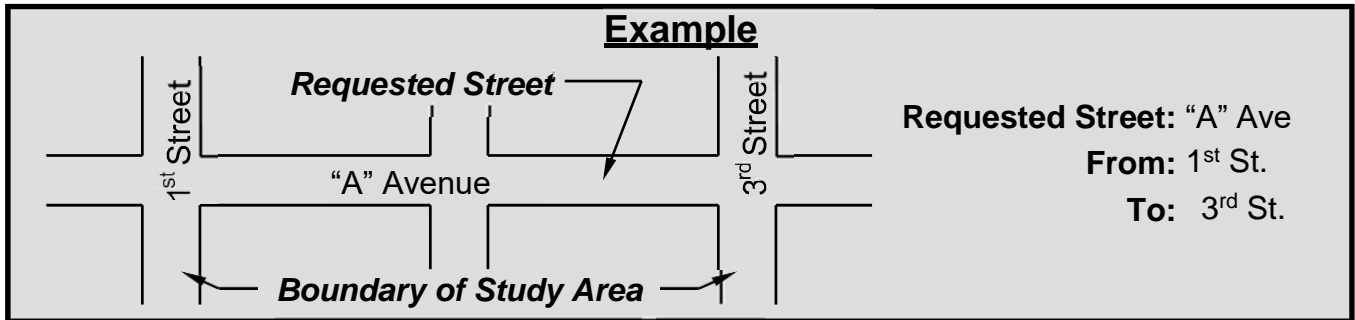 Example
Requested Street
1st Street
3rd Street
"A" Avenue
Boundary of Study Area
Requested Street: "A" Ave
From: 1st St.
To: 3rd St.